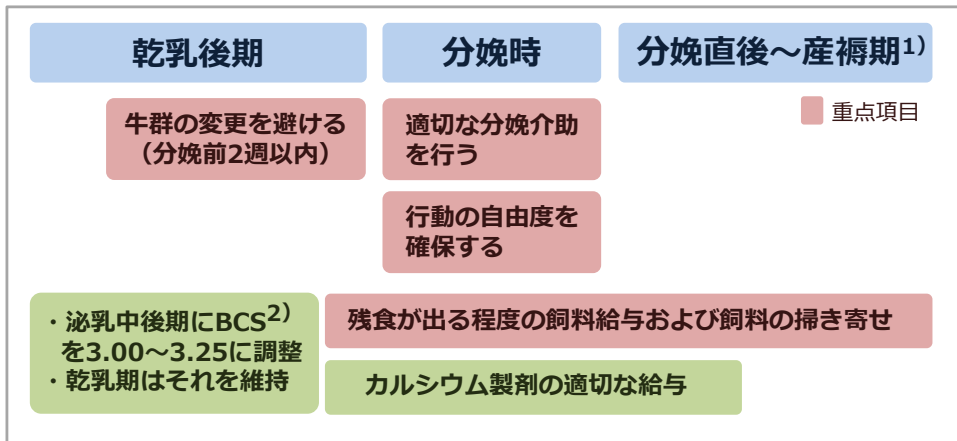 乾乳後期
分娩時
分娩直後～産褥期1)
重点項目
牛群の変更を避ける
（分娩前2週以内）
適切な分娩介助
を行う
行動の自由度を
確保する
・泌乳中後期にBCS2)
を3.00～3.25に調整
・乾乳期はそれを維持
残食が出る程度の飼料給与および飼料の掃き寄せ
カルシウム製剤の適切な給与